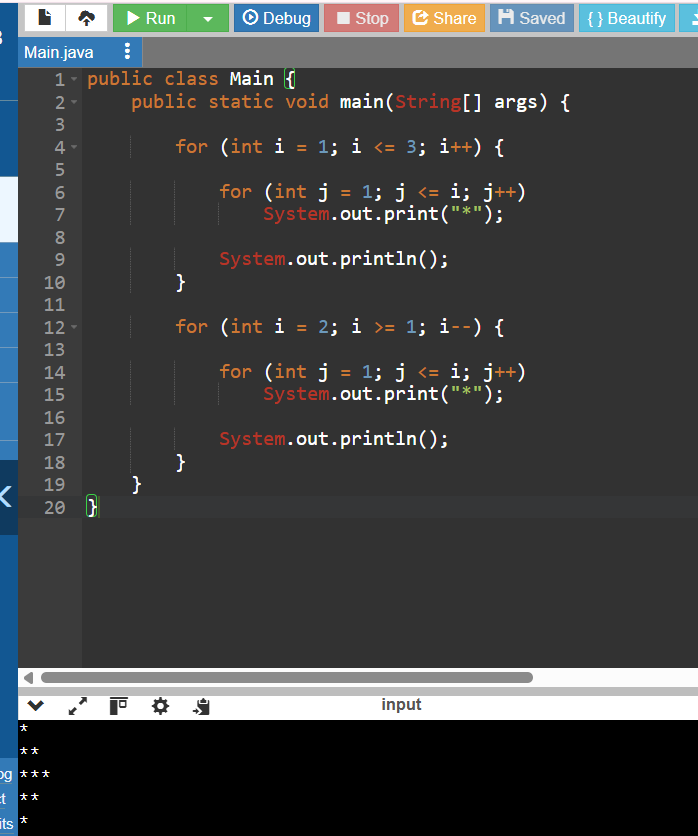 Run Debug Stop Share Saved { } Beautify
Main.java
1 public class Main {
2     public static void main(String[] args) {
3
4         for (int i = 1; i <= 3; i++) {
5
6             for (int j = 1; j <= i; j++)
7                 System.out.print("*");
8
9             System.out.println();
10         }
11
12         for (int i = 2; i >= 1; i--) {
13
14             for (int j = 1; j <= i; j++)
15                 System.out.print("*");
16
17             System.out.println();
18         }
19     }
20 }
input
*
**
***
**
*